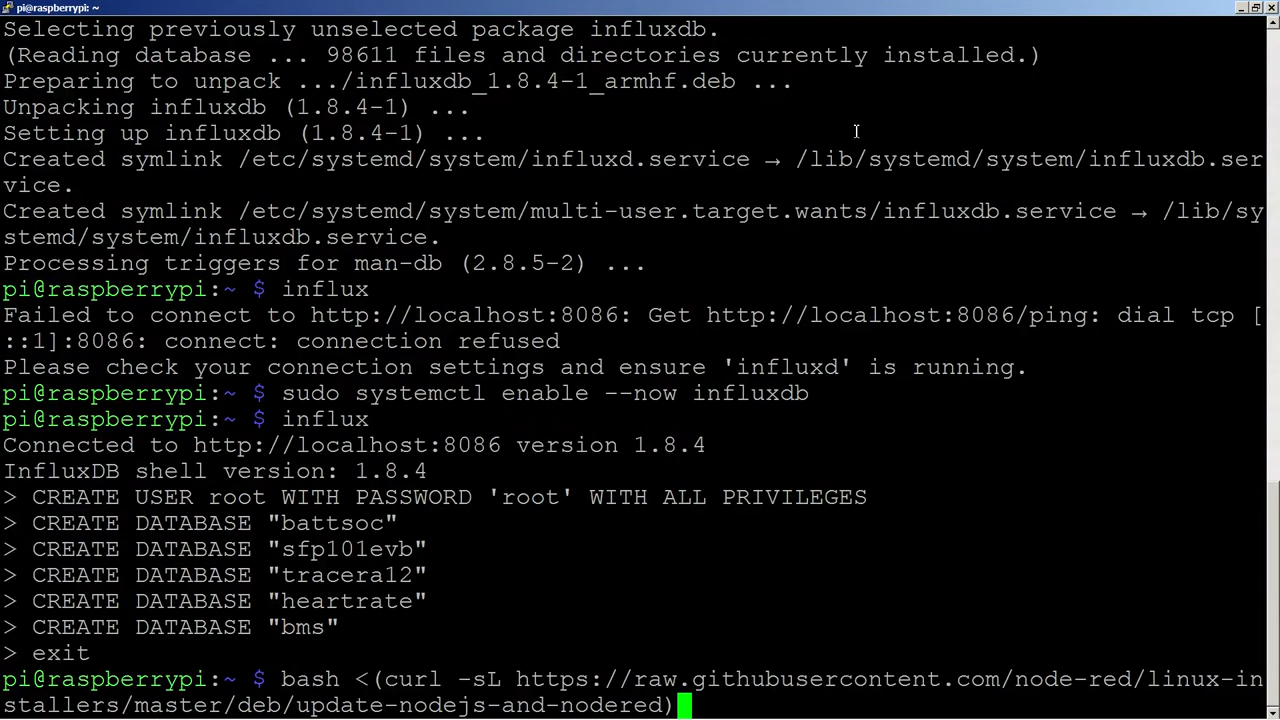 pi@raspberrypi: ~
Selecting previously unselected package influxdb.
(Reading database ... 98611 files and directories currently installed.)
Preparing to unpack .../influxdb_1.8.4-1_armhf.deb ...
Unpacking influxdb (1.8.4-1) ...
Setting up influxdb (1.8.4-1) ...
Created symlink /etc/systemd/system/influxd.service → /lib/systemd/system/influxdb.ser
vice.
Created symlink /etc/systemd/system/multi-user.target.wants/influxdb.service → /lib/sy
stemd/system/influxdb.service.
Processing triggers for man-db (2.8.5-2) ...
pi@raspberrypi:~ $ influx
Failed to connect to http://localhost:8086: Get http://localhost:8086/ping: dial tcp [
::1]:8086: connect: connection refused
Please check your connection settings and ensure 'influxd' is running.
pi@raspberrypi:~ $ sudo systemctl enable --now influxdb
pi@raspberrypi:~ $ influx
Connected to http://localhost:8086 version 1.8.4
InfluxDB shell version: 1.8.4
> CREATE USER root WITH PASSWORD 'root' WITH ALL PRIVILEGES
> CREATE DATABASE "battsoc"
> CREATE DATABASE "sfp101evb"
> CREATE DATABASE "tracera12"
> CREATE DATABASE "heartrate"
> CREATE DATABASE "bms"
> exit
pi@raspberrypi:~ $ bash <(curl -sL https://raw.githubusercontent.com/node-red/linux-in
stallers/master/deb/update-nodejs-and-nodered)